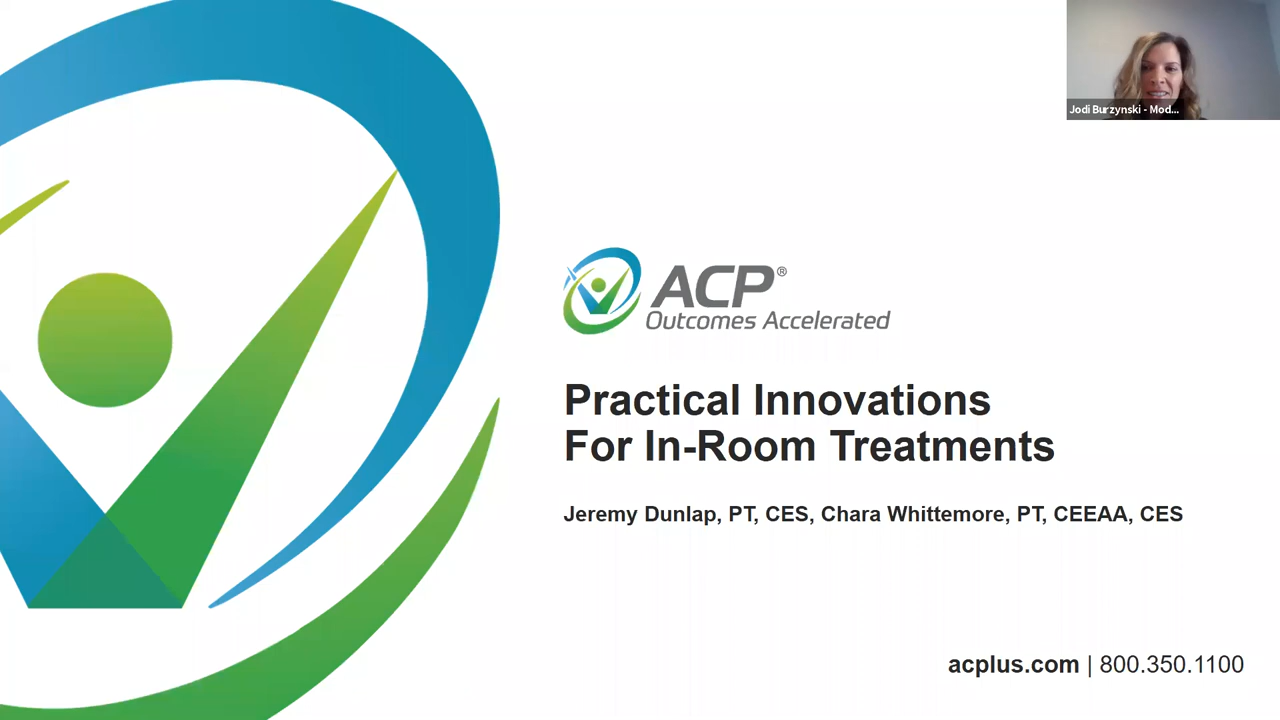 Jodi Burzynski - Mod...
ACP®
Outcomes Accelerated
Practical Innovations
For In-Room Treatments
Jeremy Dunlap, PT, CES, Chara Whittemore, PT, CEEAA, CES
acplus.com | 800.350.1100